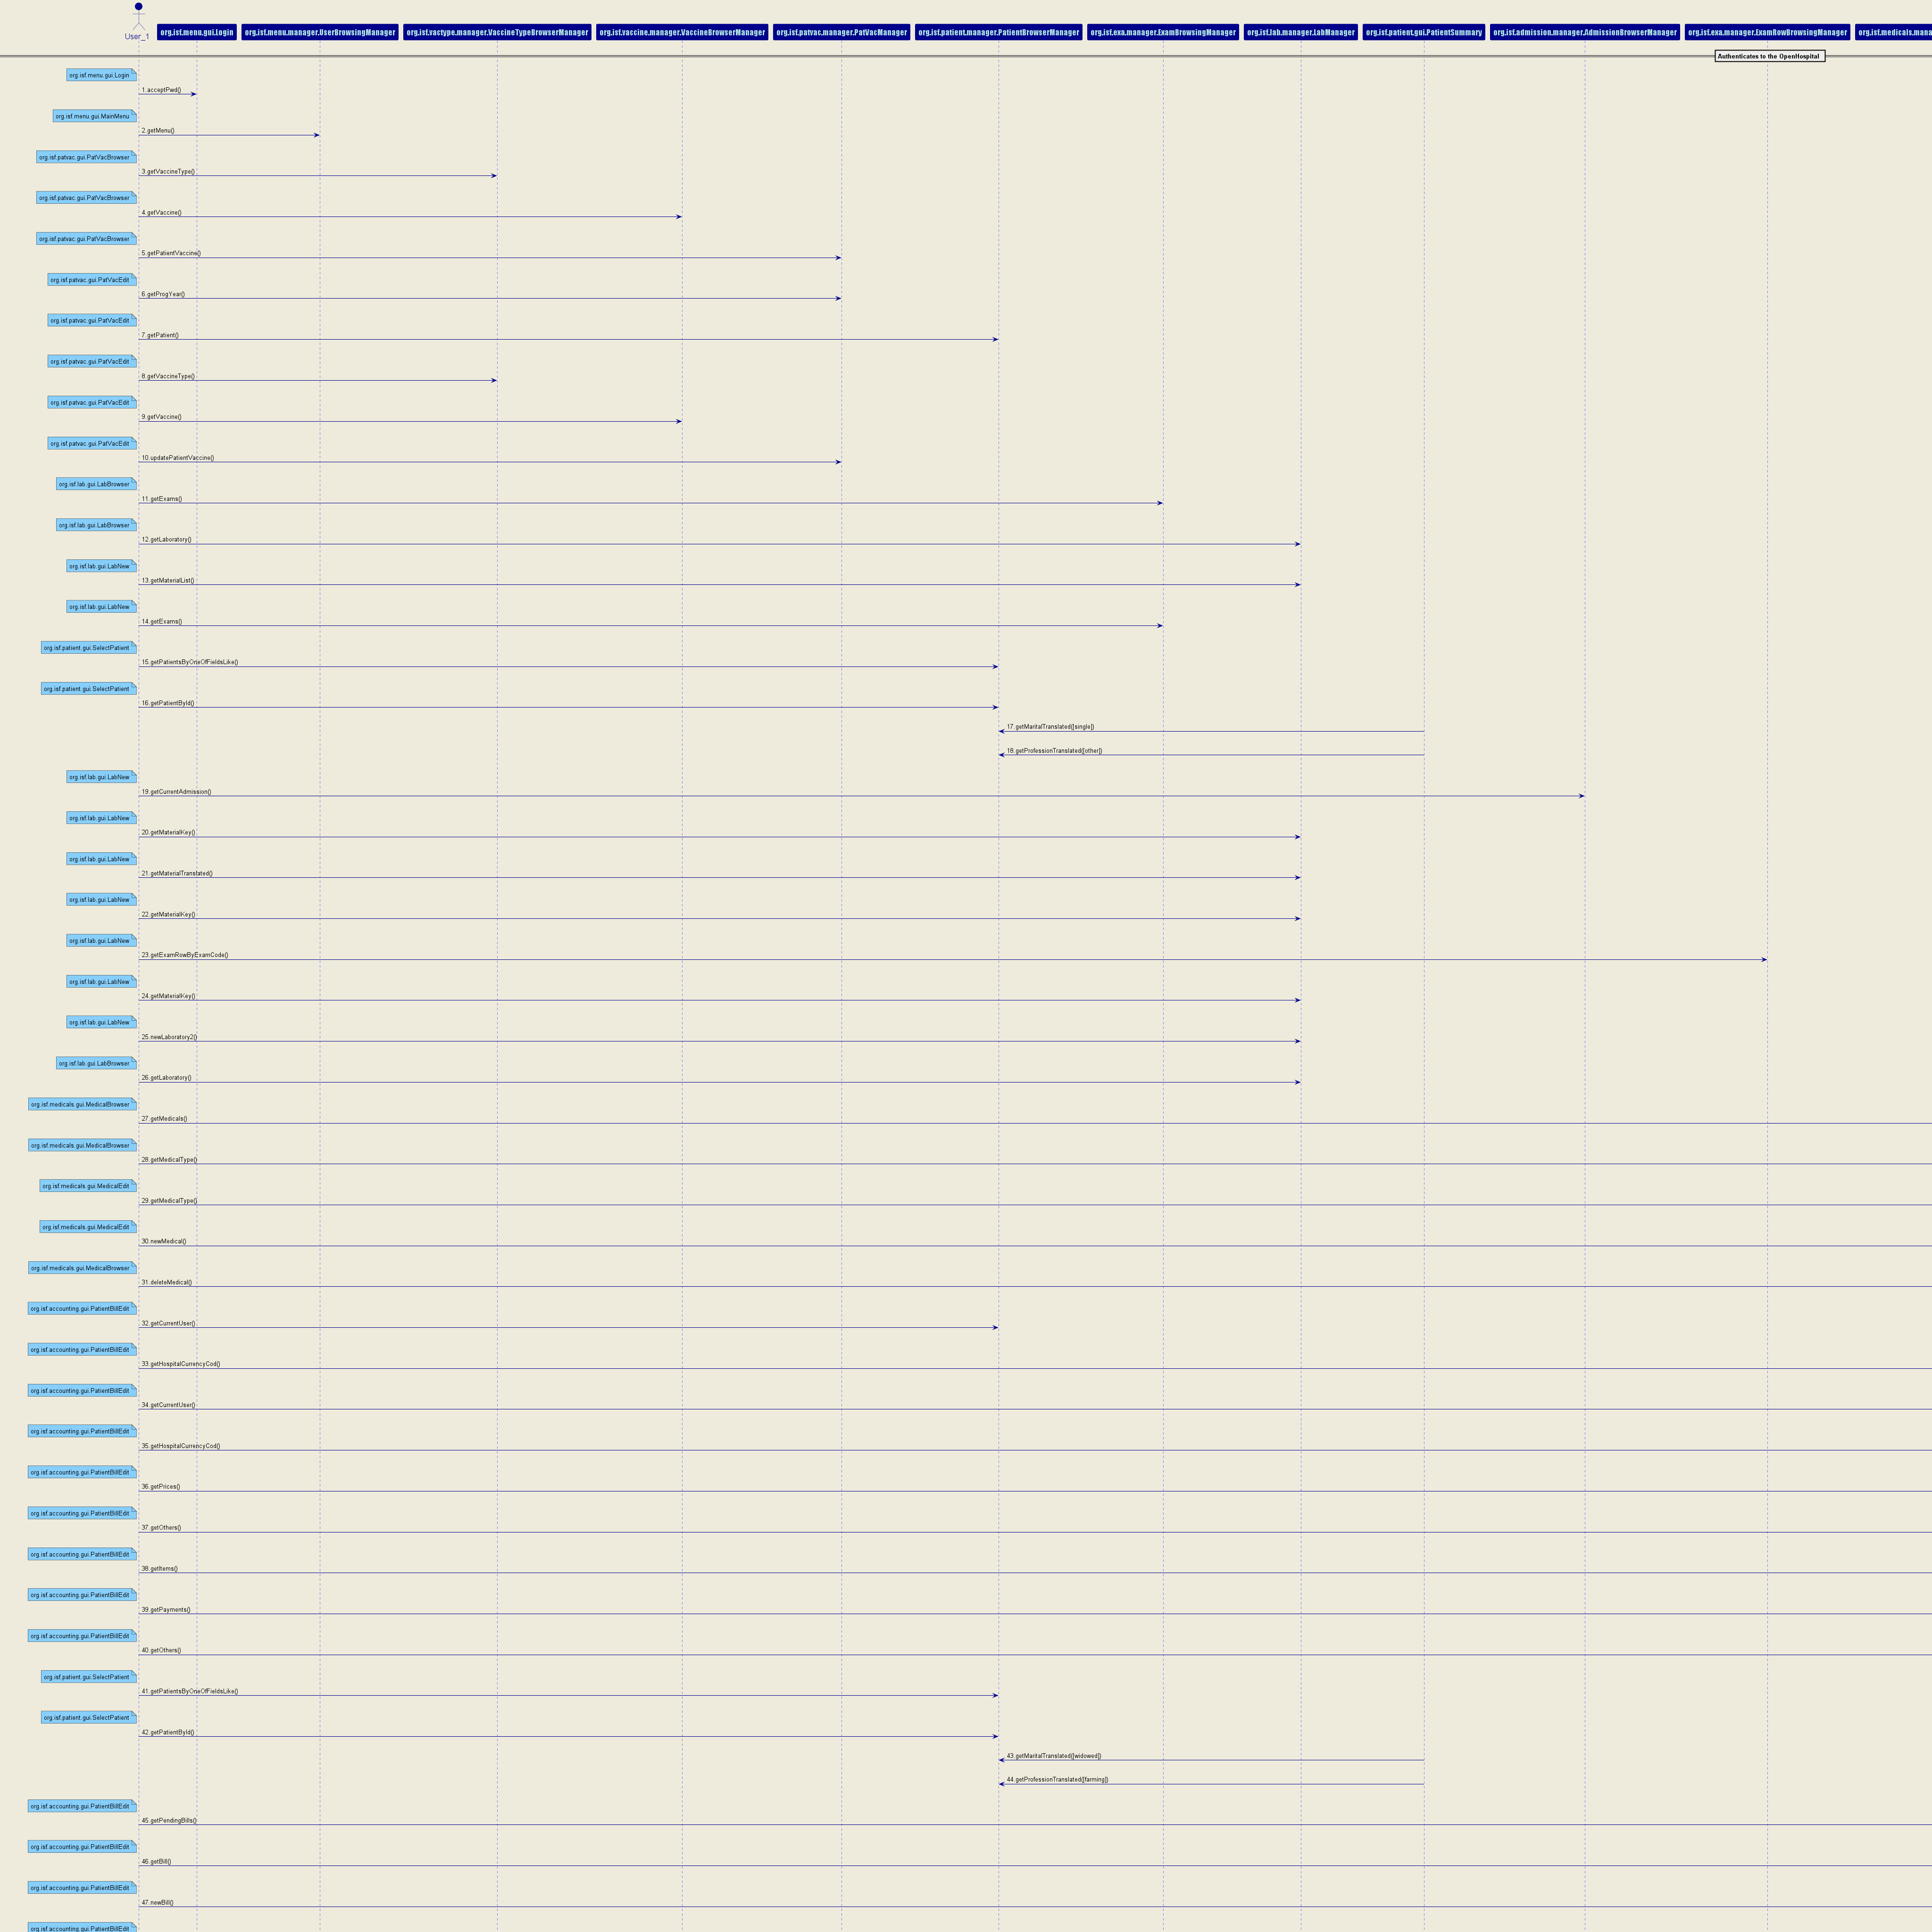 User_1
org.isf.menu.gui.Login
org.isf.menu.manager.UserBrowsingManager
org.isf.vactype.manager.VaccineTypeBrowserManager
org.isf.vaccine.manager.VaccineBrowserManager
org.isf.patvac.manager.PatVacManager
org.isf.patient.manager.PatientBrowserManager
org.isf.exa.manager.ExamBrowsingManager
org.isf.lab.manager.LabManager
org.isf.patient.gui.PatientSummary
org.isf.admission.manager.AdmissionBrowserManager
org.isf.exa.manager.ExamRowBrowsingManager
org.isf.medicals.mana
Authenticates to the OpenHospital
org.isf.menu.gui.Login
1.acceptPwd()
org.isf.menu.gui.MainMenu
2.getMenu()
org.isf.patvac.gui.PatVacBrowser
3.getVaccineType()
org.isf.patvac.gui.PatVacBrowser
4.getVaccine()
org.isf.patvac.gui.PatVacBrowser
5.getPatientVaccine()
org.isf.patvac.gui.PatVacEdit
6.getProgYear()
org.isf.patvac.gui.PatVacEdit
7.getPatient()
org.isf.patvac.gui.PatVacEdit
8.getVaccineType()
org.isf.patvac.gui.PatVacEdit
9.getVaccine()
org.isf.patvac.gui.PatVacEdit
10.updatePatientVaccine()
org.isf.lab.gui.LabBrowser
11.getExams()
org.isf.lab.gui.LabBrowser
12.getLaboratory()
org.isf.lab.gui.LabNew
13.getMaterialList()
org.isf.lab.gui.LabNew
14.getExams()
org.isf.patient.gui.SelectPatient
15.getPatientsByOneOfFieldsLike()
org.isf.patient.gui.SelectPatient
16.getPatientById()
17.getMaritalTranslated([single])
18.getProfessionTranslated([other])
org.isf.lab.gui.LabNew
19.getCurrentAdmission()
org.isf.lab.gui.LabNew
20.getMaterialKey()
org.isf.lab.gui.LabNew
21.getMaterialTranslated()
org.isf.lab.gui.LabNew
22.getMaterialKey()
org.isf.lab.gui.LabNew
23.getExamRowByExamCode()
org.isf.lab.gui.LabNew
24.getMaterialKey()
org.isf.lab.gui.LabNew
25.newLaboratory2()
org.isf.lab.gui.LabBrowser
26.getLaboratory()
org.isf.medicals.gui.MedicalBrowser
27.getMedicals()
org.isf.medicals.gui.MedicalBrowser
28.getMedicalType()
org.isf.medicals.gui.MedicalEdit
29.getMedicalType()
org.isf.medicals.gui.MedicalEdit
30.newMedical()
org.isf.medicals.gui.MedicalBrowser
31.deleteMedical()
org.isf.accounting.gui.PatientBillEdit
32.getCurrentUser()
org.isf.accounting.gui.PatientBillEdit
33.getHospitalCurrencyCod()
org.isf.accounting.gui.PatientBillEdit
34.getCurrentUser()
org.isf.accounting.gui.PatientBillEdit
35.getHospitalCurrencyCod()
org.isf.accounting.gui.PatientBillEdit
36.getPrices()
org.isf.accounting.gui.PatientBillEdit
37.getOthers()
org.isf.accounting.gui.PatientBillEdit
38.getItems()
org.isf.accounting.gui.PatientBillEdit
39.getPayments()
org.isf.accounting.gui.PatientBillEdit
40.getOthers()
org.isf.patient.gui.SelectPatient
41.getPatientsByOneOfFieldsLike()
org.isf.patient.gui.SelectPatient
42.getPatientById()
43.getMaritalTranslated([widowed])
44.getProfessionTranslated([farming])
org.isf.accounting.gui.PatientBillEdit
45.getPendingBills()
org.isf.accounting.gui.PatientBillEdit
46.getBill()
org.isf.accounting.gui.PatientBillEdit
47.newBill()
org.isf.accounting.gui.PatientBillEdit